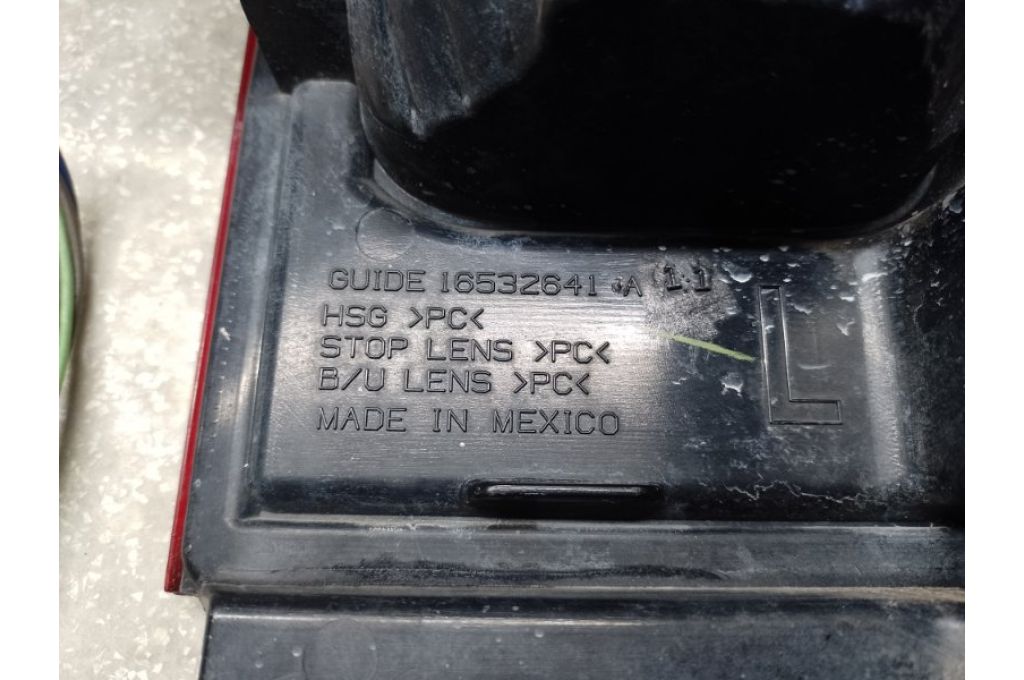 GUIDE 16532641 A 1.1
HSG >PC<
STOP LENS >PC<
B/U LENS >PC<
MADE IN MEXICO
L